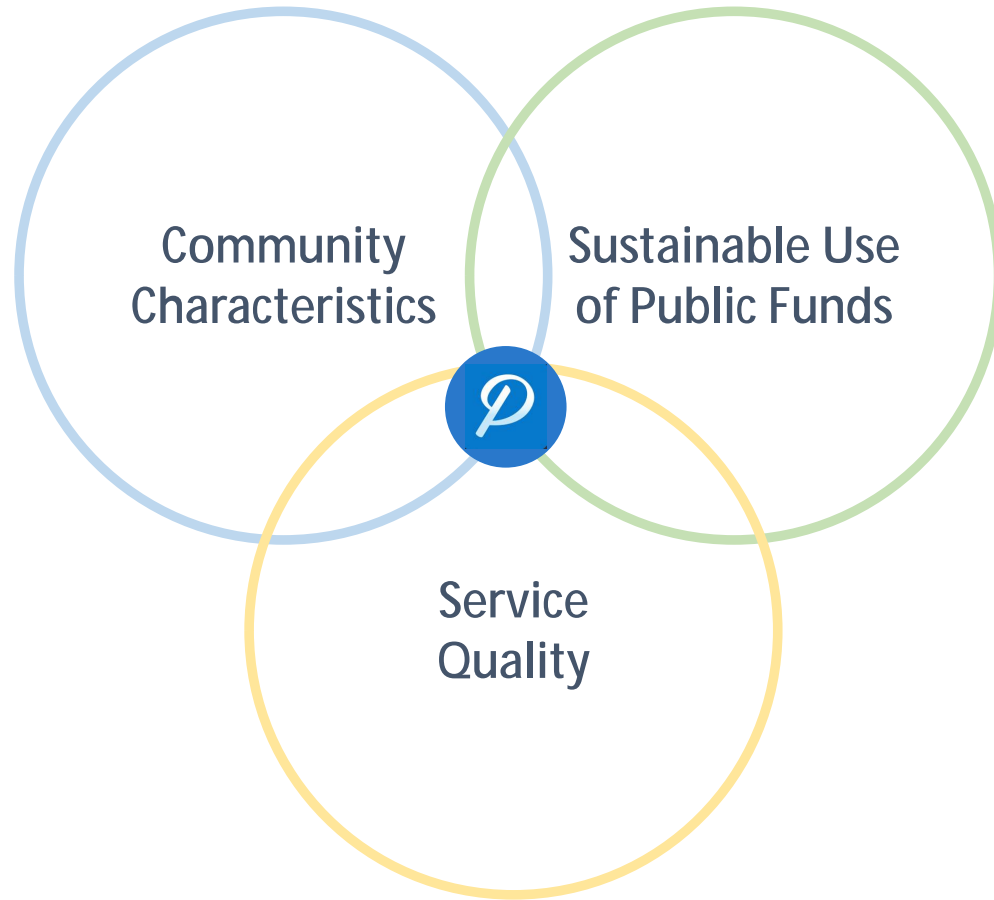 Community
Characteristics
Sustainable Use
of Public Funds
P
Service
Quality